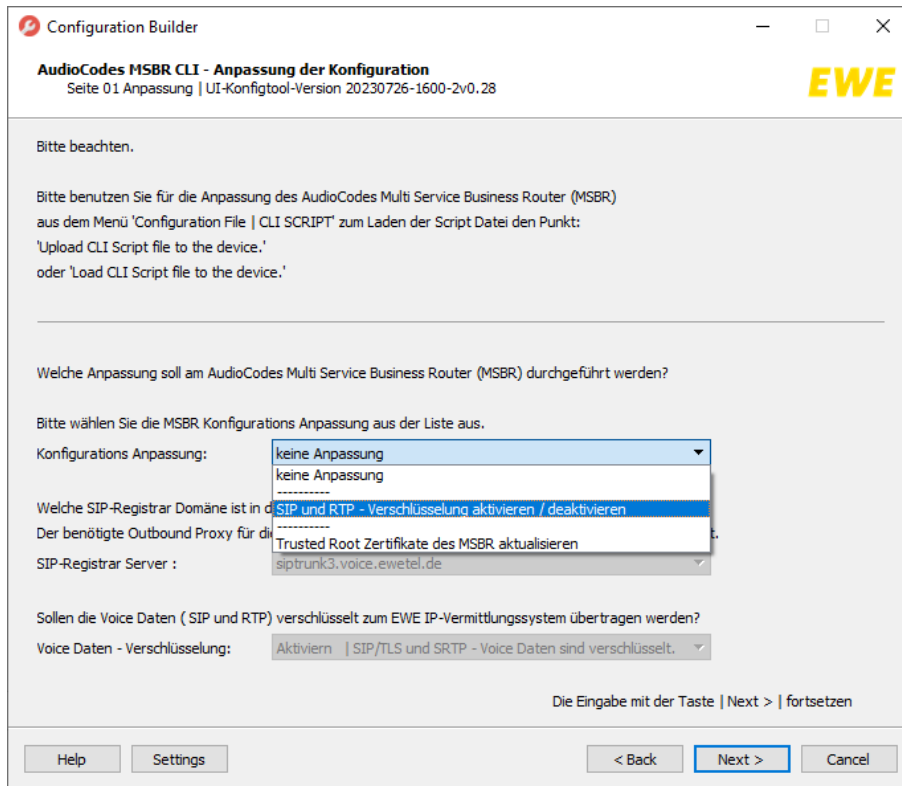 Configuration Builder
AudioCodes MSBR CLI - Anpassung der Konfiguration
Seite 01 Anpassung | UI-Konfigtool-Version 20230726-1600-2v0.28
EWE
Bitte beachten.
Bitte benutzen Sie für die Anpassung des AudioCodes Multi Service Business Router (MSBR)
aus dem Menü 'Configuration File | CLI SCRIPT' zum Laden der Script Datei den Punkt:
'Upload CLI Script file to the device.'
oder 'Load CLI Script file to the device.'
Welche Anpassung soll am AudioCodes Multi Service Business Router (MSBR) durchgeführt werden?
Bitte wählen Sie die MSBR Konfigurations Anpassung aus der Liste aus.
Konfigurations Anpassung: keine Anpassung
keine Anpassung
----------
Welche SIP-Registrar Domäne ist in d SIP und RTP - Verschlüsselung aktivieren / deaktivieren
----------
Der benötigte Outbound Proxy für die t.
Trusted Root Zertifikate des MSBR aktualisieren
SIP-Registrar Server : siptrunk3.voice.ewetel.de
Sollen die Voice Daten ( SIP und RTP) verschlüsselt zum EWE IP-Vermittlungssystem übertragen werden?
Voice Daten - Verschlüsselung: Aktiviern | SIP/TLS und SRTP - Voice Daten sind verschlüsselt.
Die Eingabe mit der Taste | Next > | fortsetzen
Help Settings < Back Next > Cancel